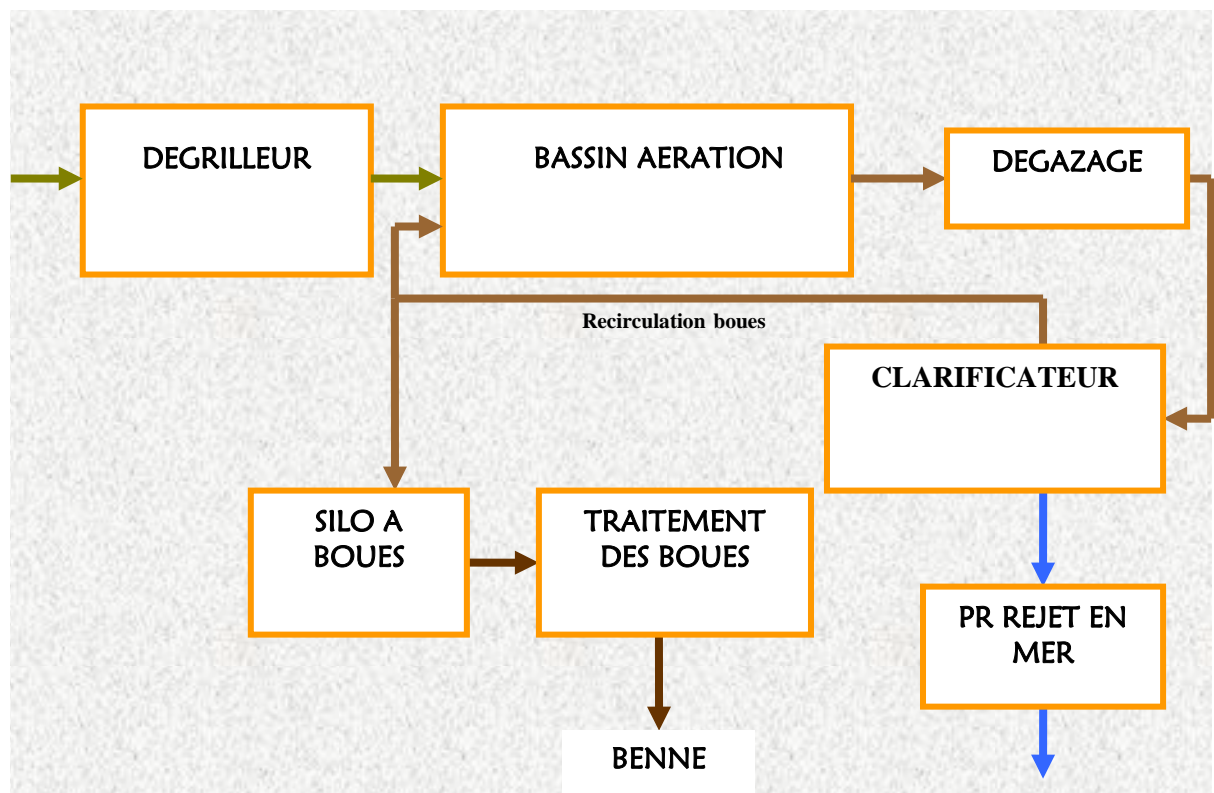 DEGRILLEUR
BASSIN AERATION
DEGAZAGE
Recirculation boues
CLARIFICATEUR
SILO A
BOUES
TRAITEMENT
DES BOUES
PR REJET EN
MER
BENNE